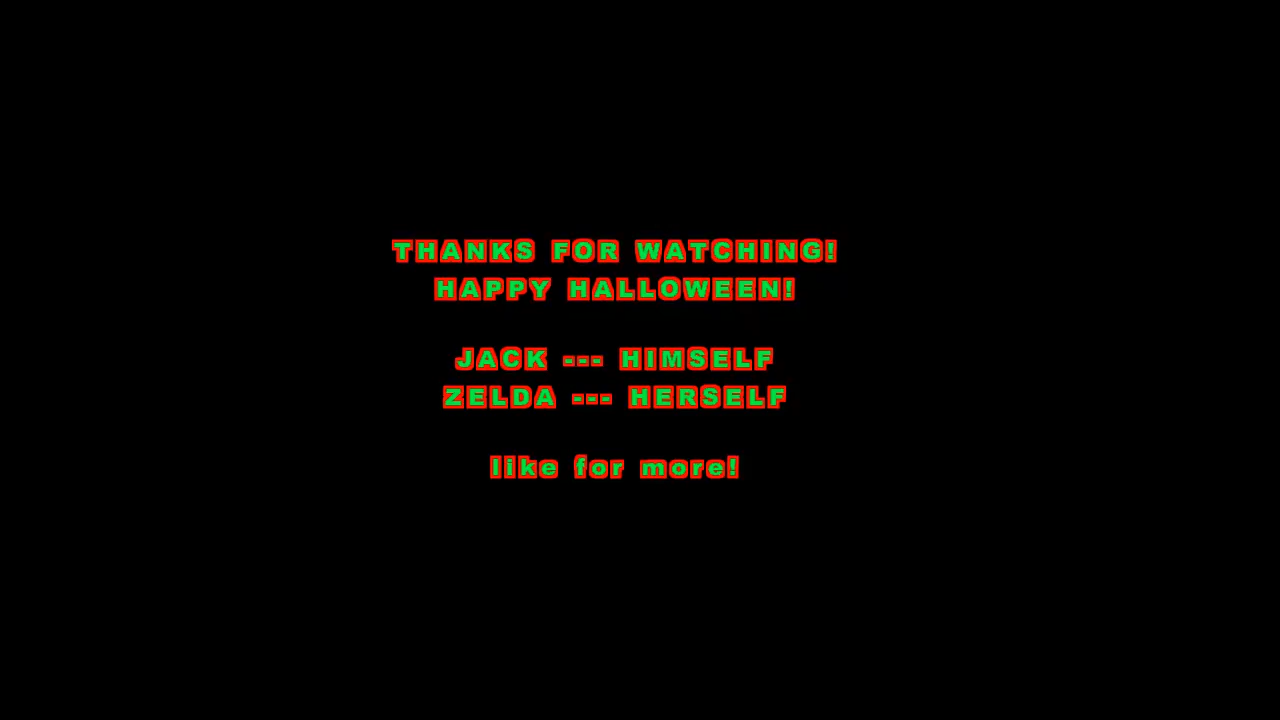 THANKS FOR WATCHING!
HAPPY HALLOWEEN!
JACK --- HIMSELF
ZELDA --- HERSELF
like for more!